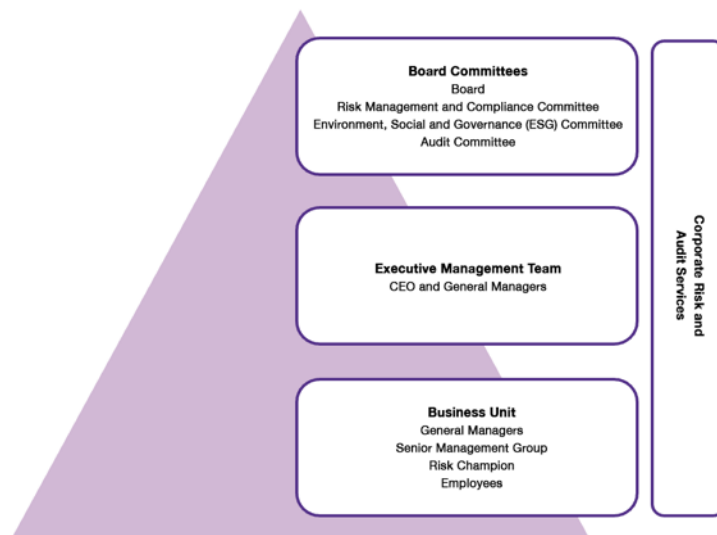 Board Committees
Board
Risk Management and Compliance Committee
Environment, Social and Governance (ESG) Committee
Audit Committee
Executive Management Team
CEO and General Managers
Business Unit
General Managers
Senior Management Group
Risk Champion
Employees
Corporate Risk and
Audit Services